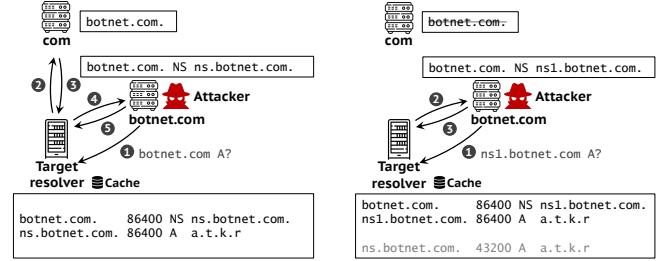 botnet.com.
com
botnet.com. NS ns.botnet.com.
2
3
4
Attacker
5
botnet.com
1 botnet.com A?
Target
resolver Cache
botnet.com. 86400 NS ns.botnet.com.
ns.botnet.com. 86400 A a.t.k.r
botnet.com.
com
botnet.com. NS ns1.botnet.com.
2
Attacker
3
botnet.com
1 ns1.botnet.com A?
Target
resolver Cache
botnet.com. 86400 NS ns1.botnet.com.
ns1.botnet.com. 86400 A a.t.k.r
ns.botnet.com. 43200 A a.t.k.r